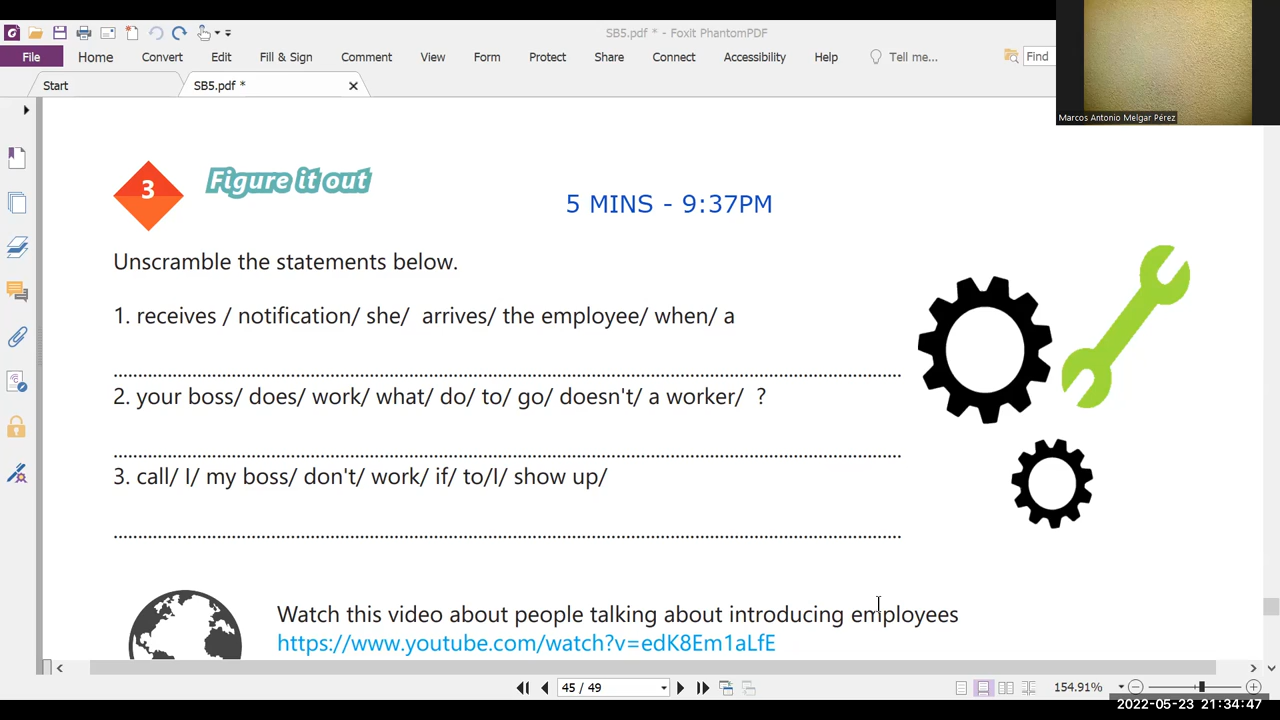 SB5.pdf * - Foxit PhantomPDF
File Home Convert Edit Fill & Sign Comment View Form Protect Share Connect Accessibility Help Tell me... Find
Start SB5.pdf *
Marcos Antonio Melgar Pérez
3 Figure it out
5 MINS - 9:37PM
Unscramble the statements below.
1. receives / notification/ she/ arrives/ the employee/ when/ a
2. your boss/ does/ work/ what/ do/ to/ go/ doesn't/ a worker/ ?
3. call/ I/ my boss/ don't/ work/ if/ to/I/ show up/
Watch this video about people talking about introducing employees
https://www.youtube.com/watch?v=edK8Em1aLfE
45 / 49 154.91%
2022-05-23 21:34:47